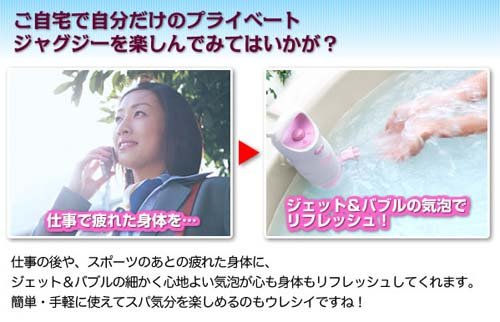 ご自宅で自分だけのプライベート
ジャグジーを楽しんでみてはいかが？
仕事で疲れた身体を…
ジェット＆バブルの気泡で
リフレッシュ！
仕事の後や、スポーツのあとの疲れた身体に、
ジェット＆バブルの細かく心地よい気泡が心も身体もリフレッシュしてくれます。
簡単・手軽に使えてスパ気分を楽しめるのもウレシイですね！